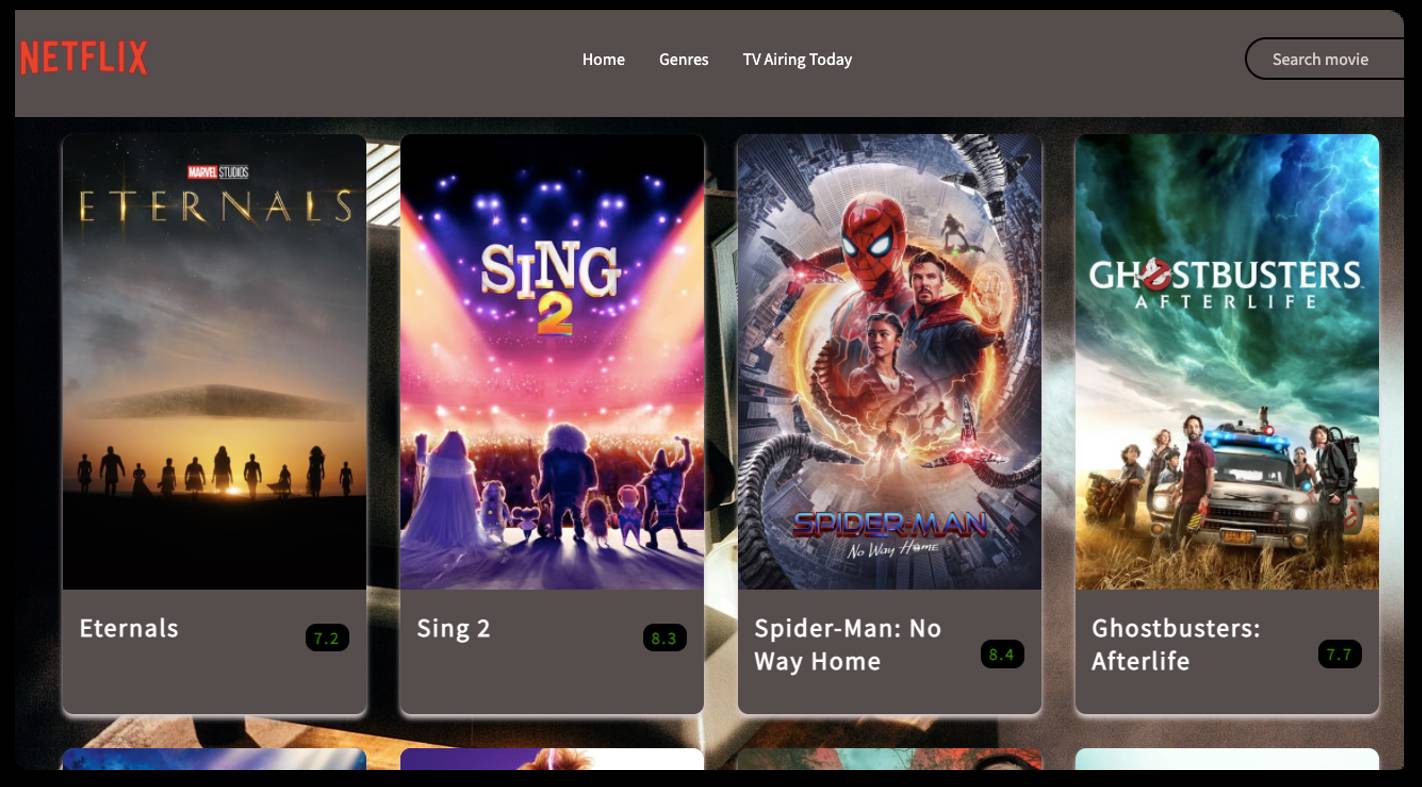 NETFLIX
Home
Genres
TV Airing Today
Search movie
MARVEL STUDIOS
ETERNALS
SING
2
SPIDER-MAN
No Way Home
GHOSTBUSTERS
AFTERLIFE
Eternals
7.2
Sing 2
8.3
Spider-Man: No
Way Home
8.4
Ghostbusters:
Afterlife
7.7